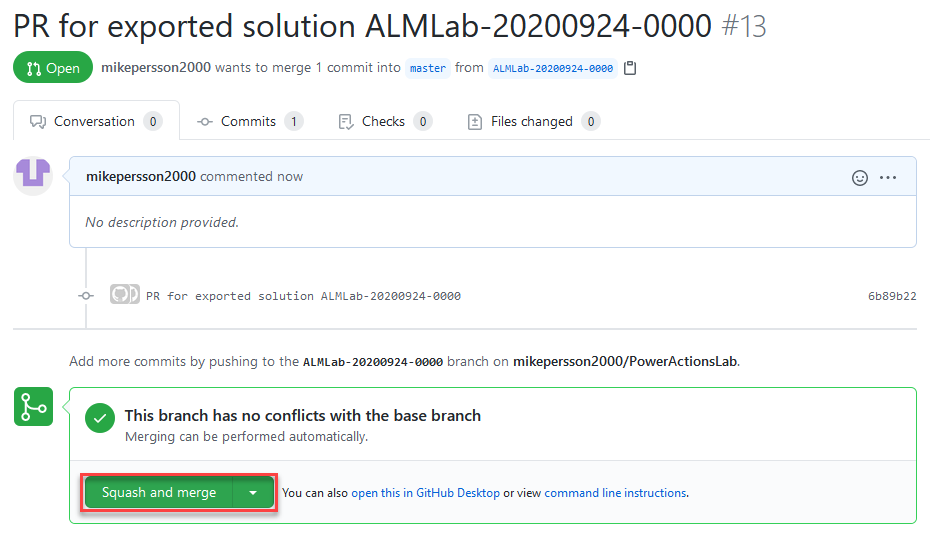 PR for exported solution ALMLab-20200924-0000 #13
Open mikepersson2000 wants to merge 1 commit into master from ALMLab-20200924-0000
Conversation 0 Commits 1 Checks 0 Files changed 0
mikepersson2000 commented now
No description provided.
PR for exported solution ALMLab-20200924-0000 6b89b22
Add more commits by pushing to the ALMLab-20200924-0000 branch on mikepersson2000/PowerActionsLab.
This branch has no conflicts with the base branch
Merging can be performed automatically.
Squash and merge You can also open this in GitHub Desktop or view command line instructions.